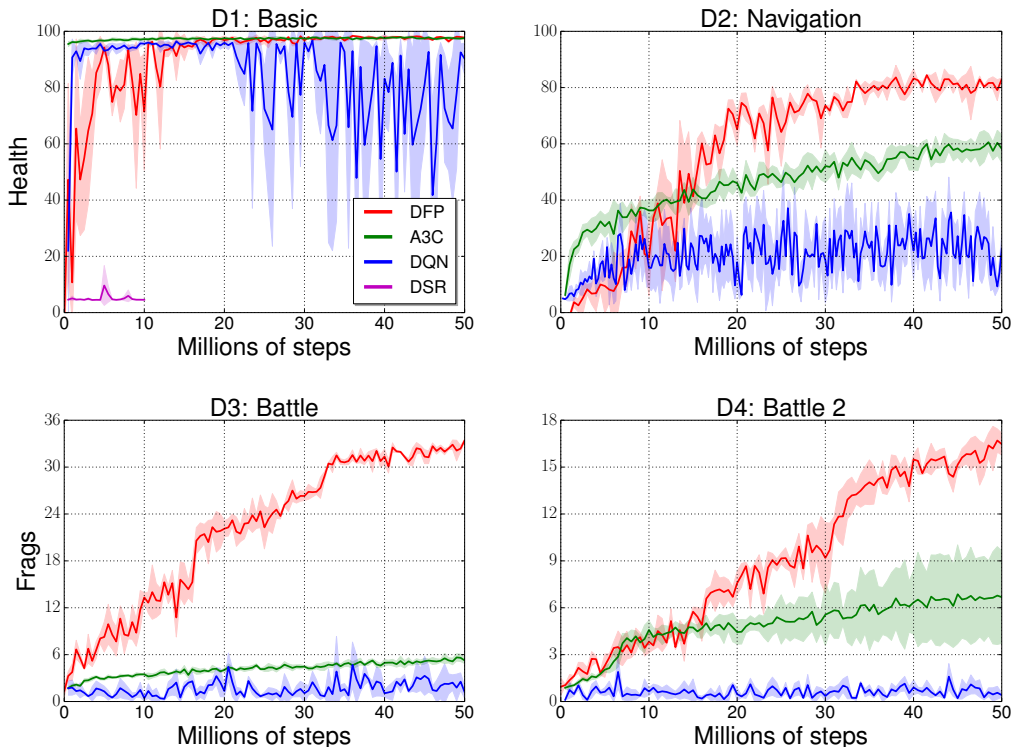 D1: Basic
D2: Navigation
100
80
60
40
20
0
Health
DFP
A3C
DQN
DSR
0 10 20 30 40 50
Millions of steps
100
80
60
40
20
0
0 10 20 30 40 50
Millions of steps
D3: Battle
D4: Battle 2
36
30
24
18
12
6
0
Frags
0 10 20 30 40 50
Millions of steps
18
15
12
9
6
3
0
0 10 20 30 40 50
Millions of steps